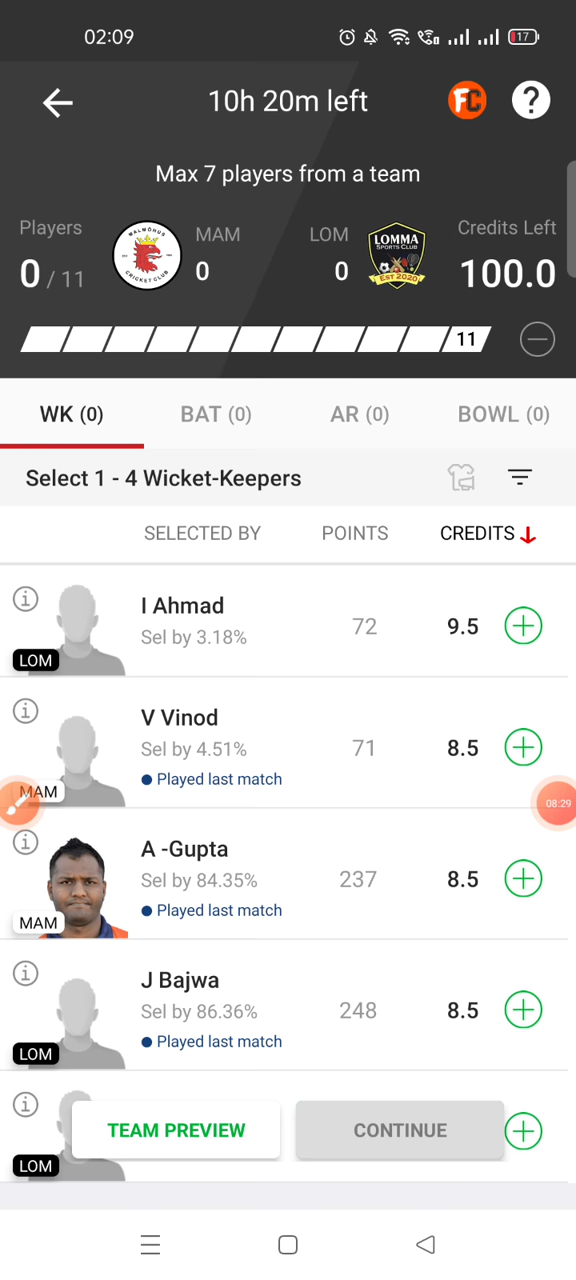 02:09
17
10h 20m left
FC
?
Max 7 players from a team
Players
MAM
LOM
Credits Left
0 / 11
0
0
100.0
MALMÖHUS
CRICKET CLUB
LOMMA
SPORTS CLUB
EST 2020
11
WK (0)
BAT (0)
AR (0)
BOWL (0)
Select 1 - 4 Wicket-Keepers
SELECTED BY
POINTS
CREDITS
I Ahmad
Sel by 3.18%
72
9.5
LOM
V Vinod
Sel by 4.51%
71
8.5
Played last match
MAM
08:29
A -Gupta
Sel by 84.35%
237
8.5
Played last match
MAM
J Bajwa
Sel by 86.36%
248
8.5
Played last match
LOM
TEAM PREVIEW
CONTINUE
LOM